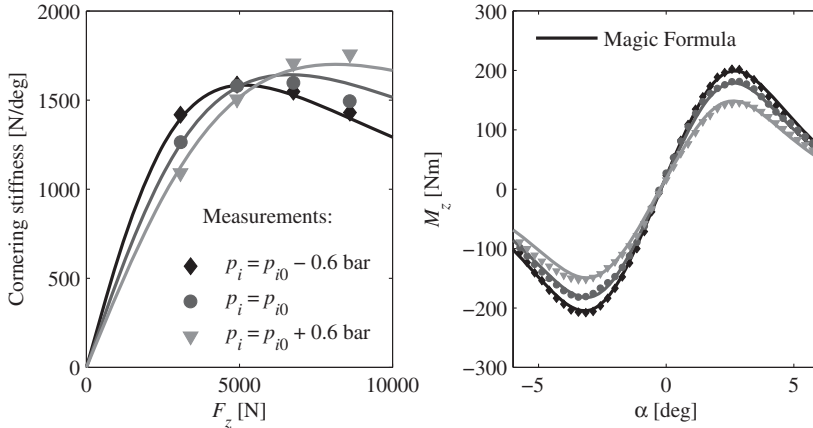 2000
1500
1000
500
0
0
5000
10000
Cornering stiffness [N/deg]
F_z [N]
Measurements:
p_i = p_i0 − 0.6 bar
p_i = p_i0
p_i = p_i0 + 0.6 bar
300
200
100
0
−100
−200
−300
−5
0
5
M_z [Nm]
α [deg]
Magic Formula